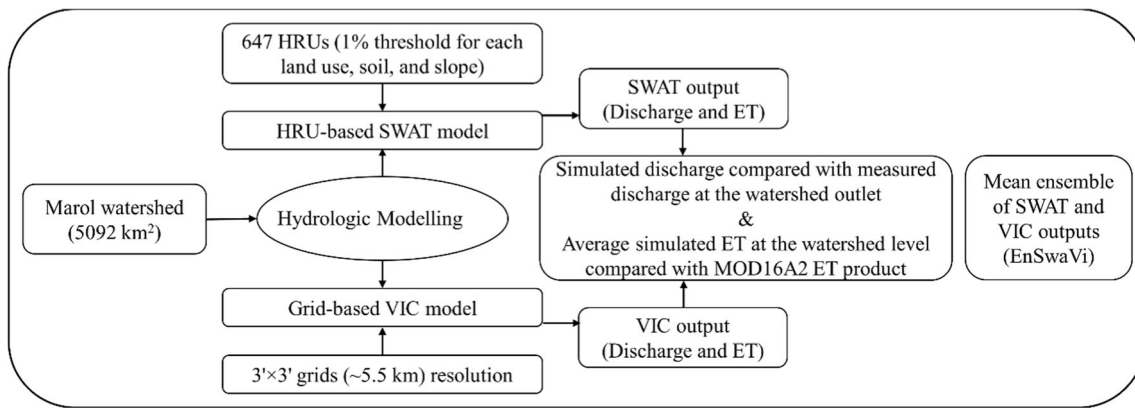 647 HRUs (1% threshold for each
land use, soil, and slope)
HRU-based SWAT model
SWAT output
(Discharge and ET)
Marol watershed
(5092 km²)
Hydrologic Modelling
Simulated discharge compared with measured
discharge at the watershed outlet
&
Average simulated ET at the watershed level
compared with MOD16A2 ET product
Mean ensemble
of SWAT and
VIC outputs
(EnSwaVi)
Grid-based VIC model
VIC output
(Discharge and ET)
3'×3' grids (~5.5 km) resolution